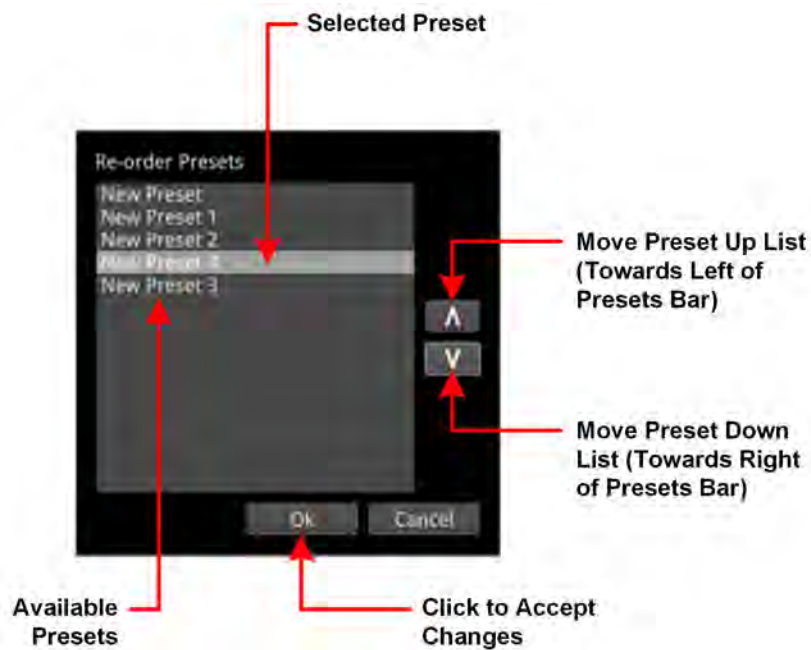 Selected Preset
Re-order Presets
New Preset
New Preset 1
New Preset 2
New Preset 4
New Preset 3
Move Preset Up List
(Towards Left of
Presets Bar)
Λ
V
Move Preset Down
List (Towards Right
of Presets Bar)
Ok
Cancel
Available
Presets
Click to Accept
Changes